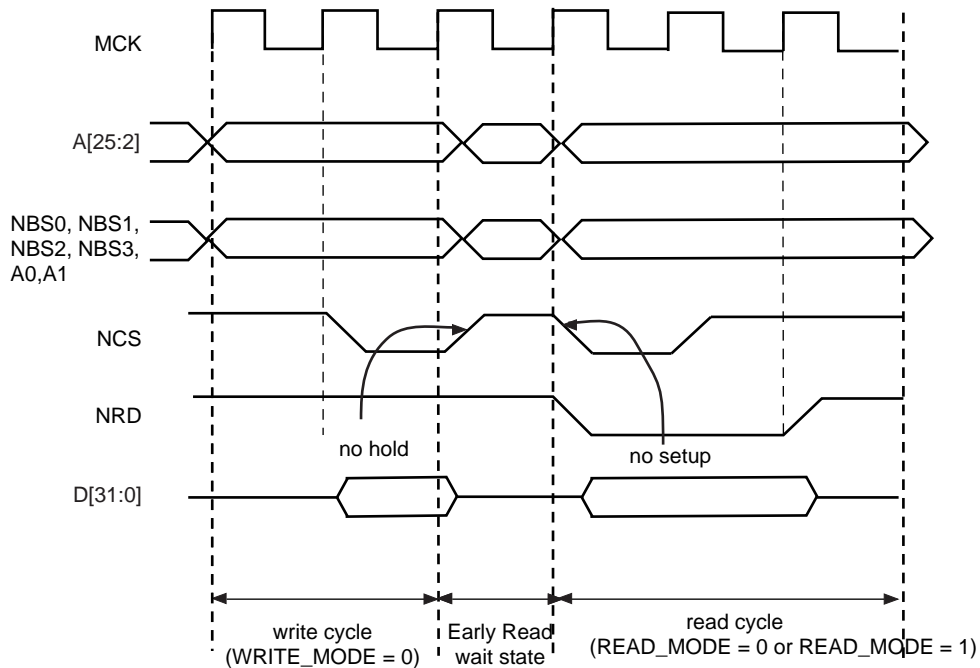 MCK
A[25:2]
NBS0, NBS1,
NBS2, NBS3,
A0,A1
NCS
NRD
no hold
no setup
D[31:0]
write cycle
(WRITE_MODE = 0)
Early Read
wait state
read cycle
(READ_MODE = 0 or READ_MODE = 1)